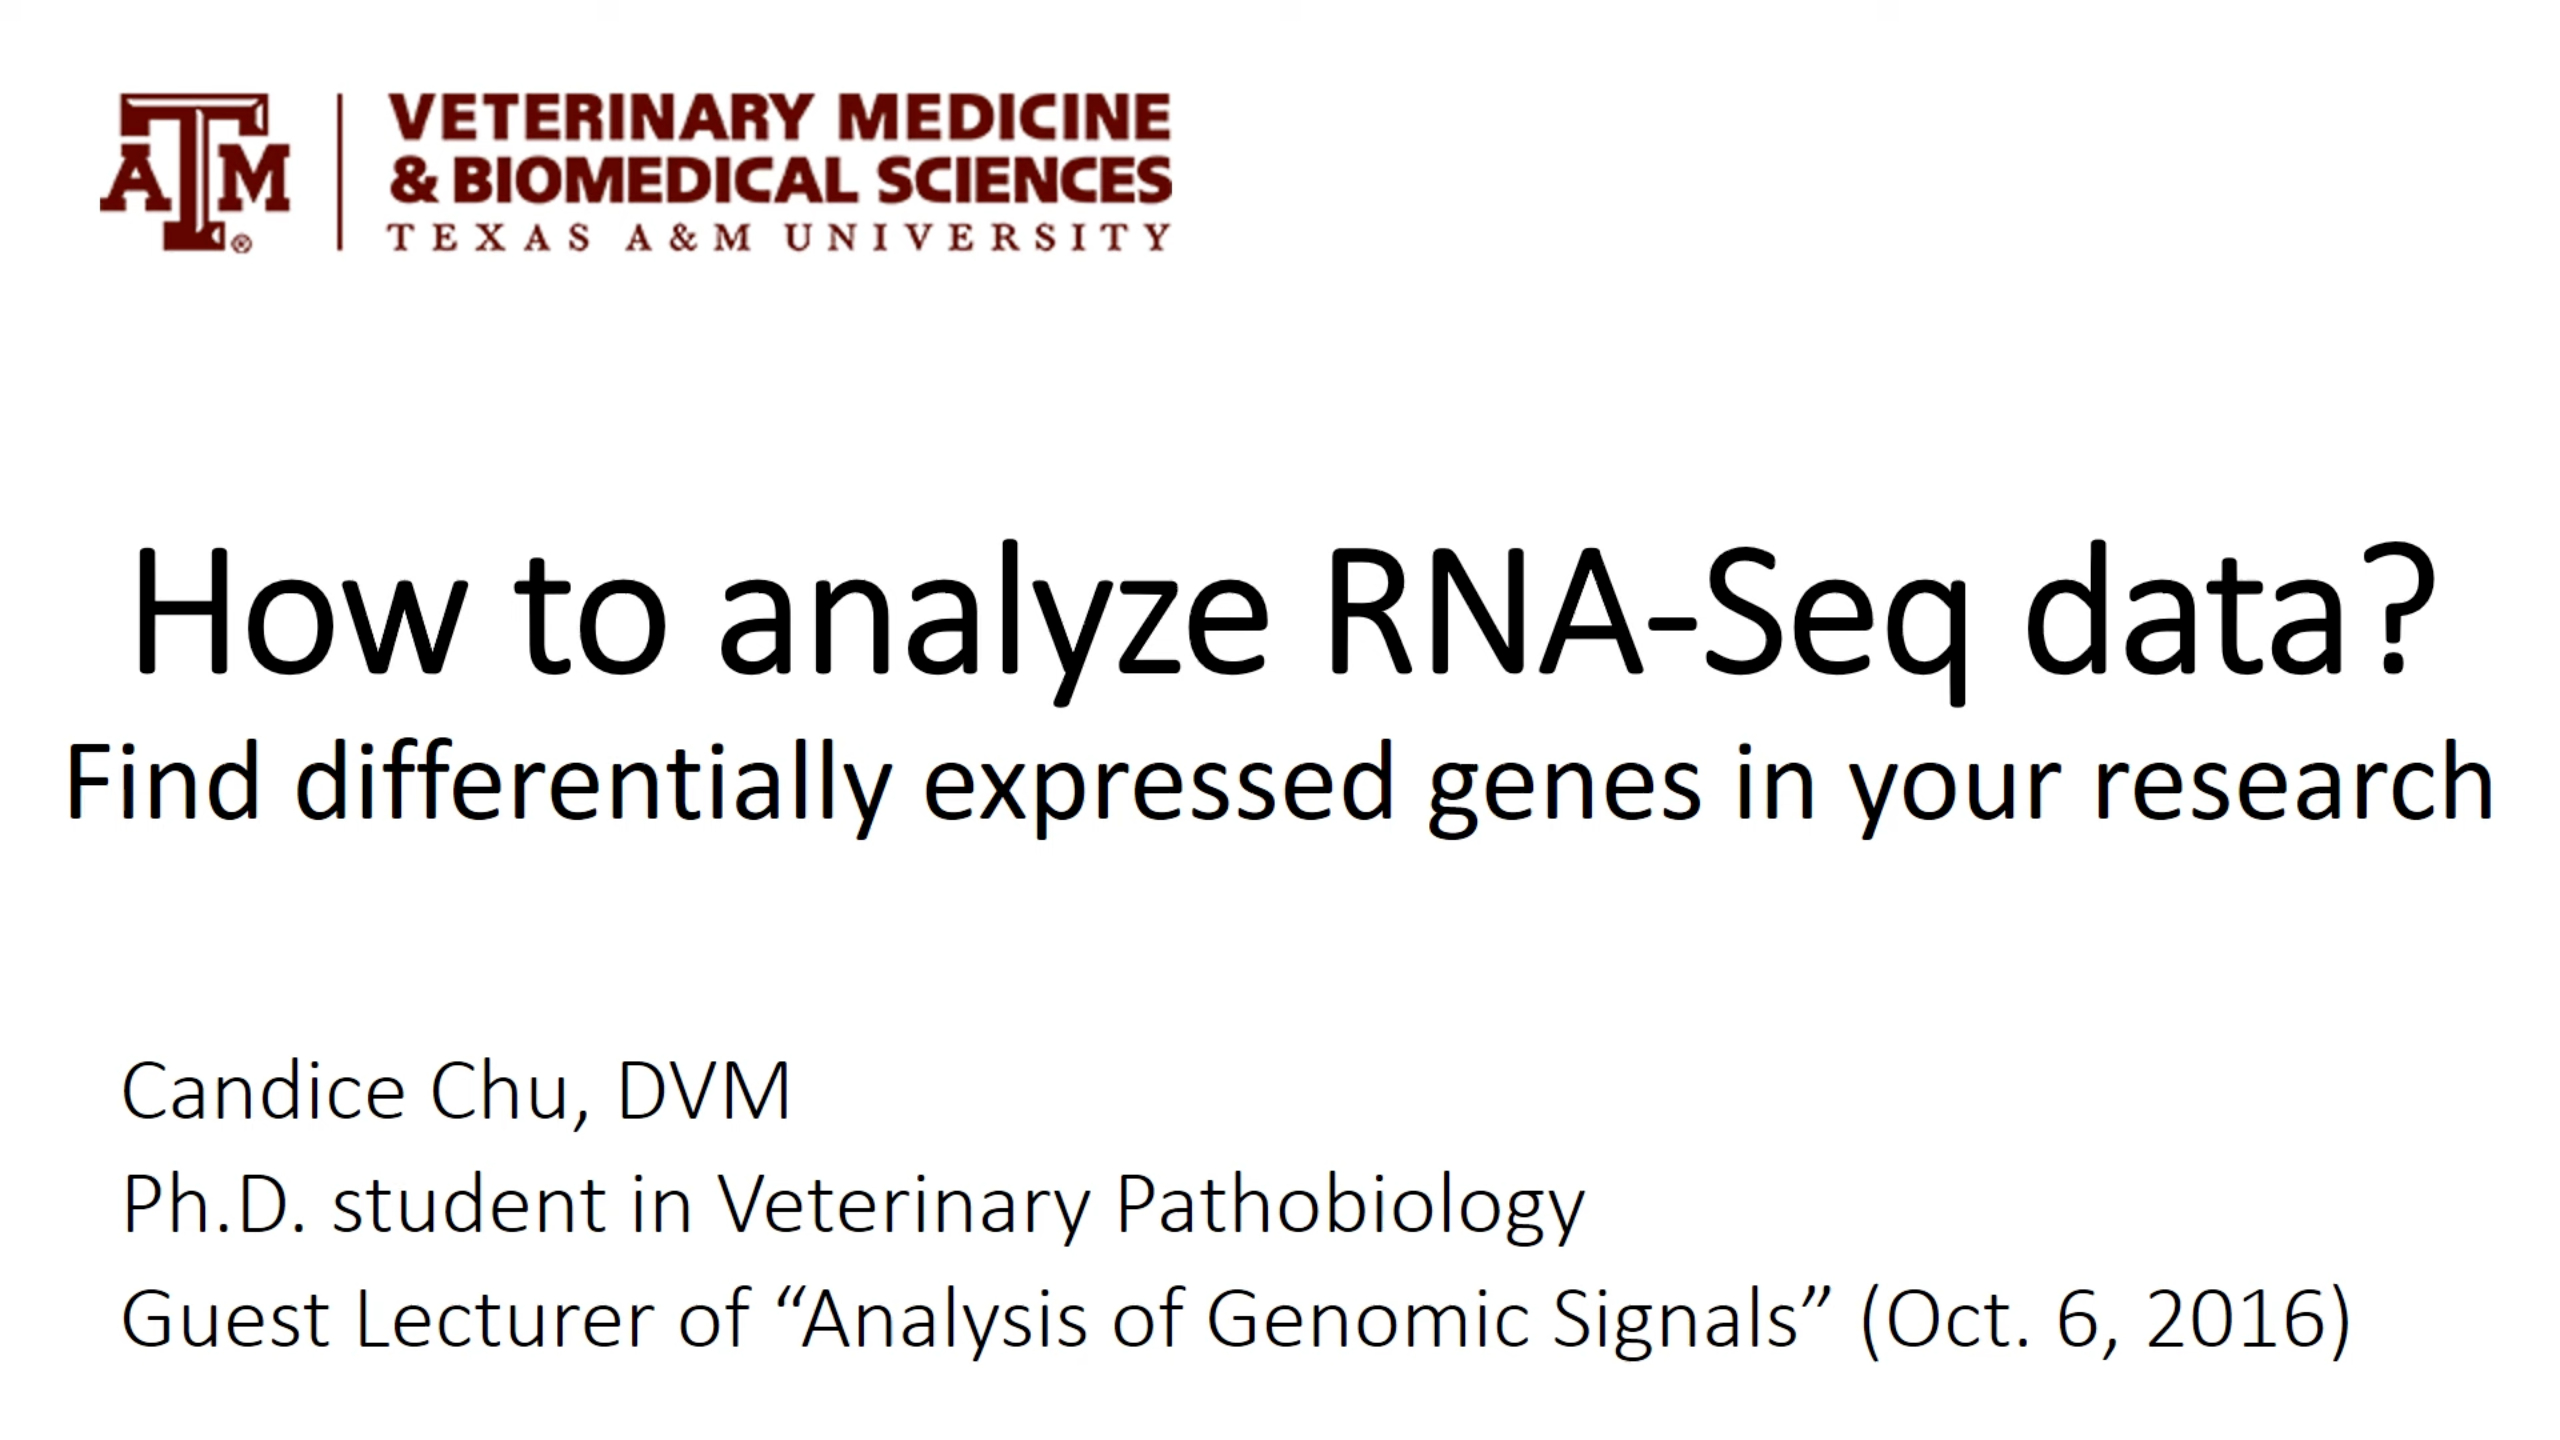 ATM®
VETERINARY MEDICINE
& BIOMEDICAL SCIENCES
TEXAS A&M UNIVERSITY
How to analyze RNA-Seq data?
Find differentially expressed genes in your research
Candice Chu, DVM
Ph.D. student in Veterinary Pathobiology
Guest Lecturer of “Analysis of Genomic Signals” (Oct. 6, 2016)